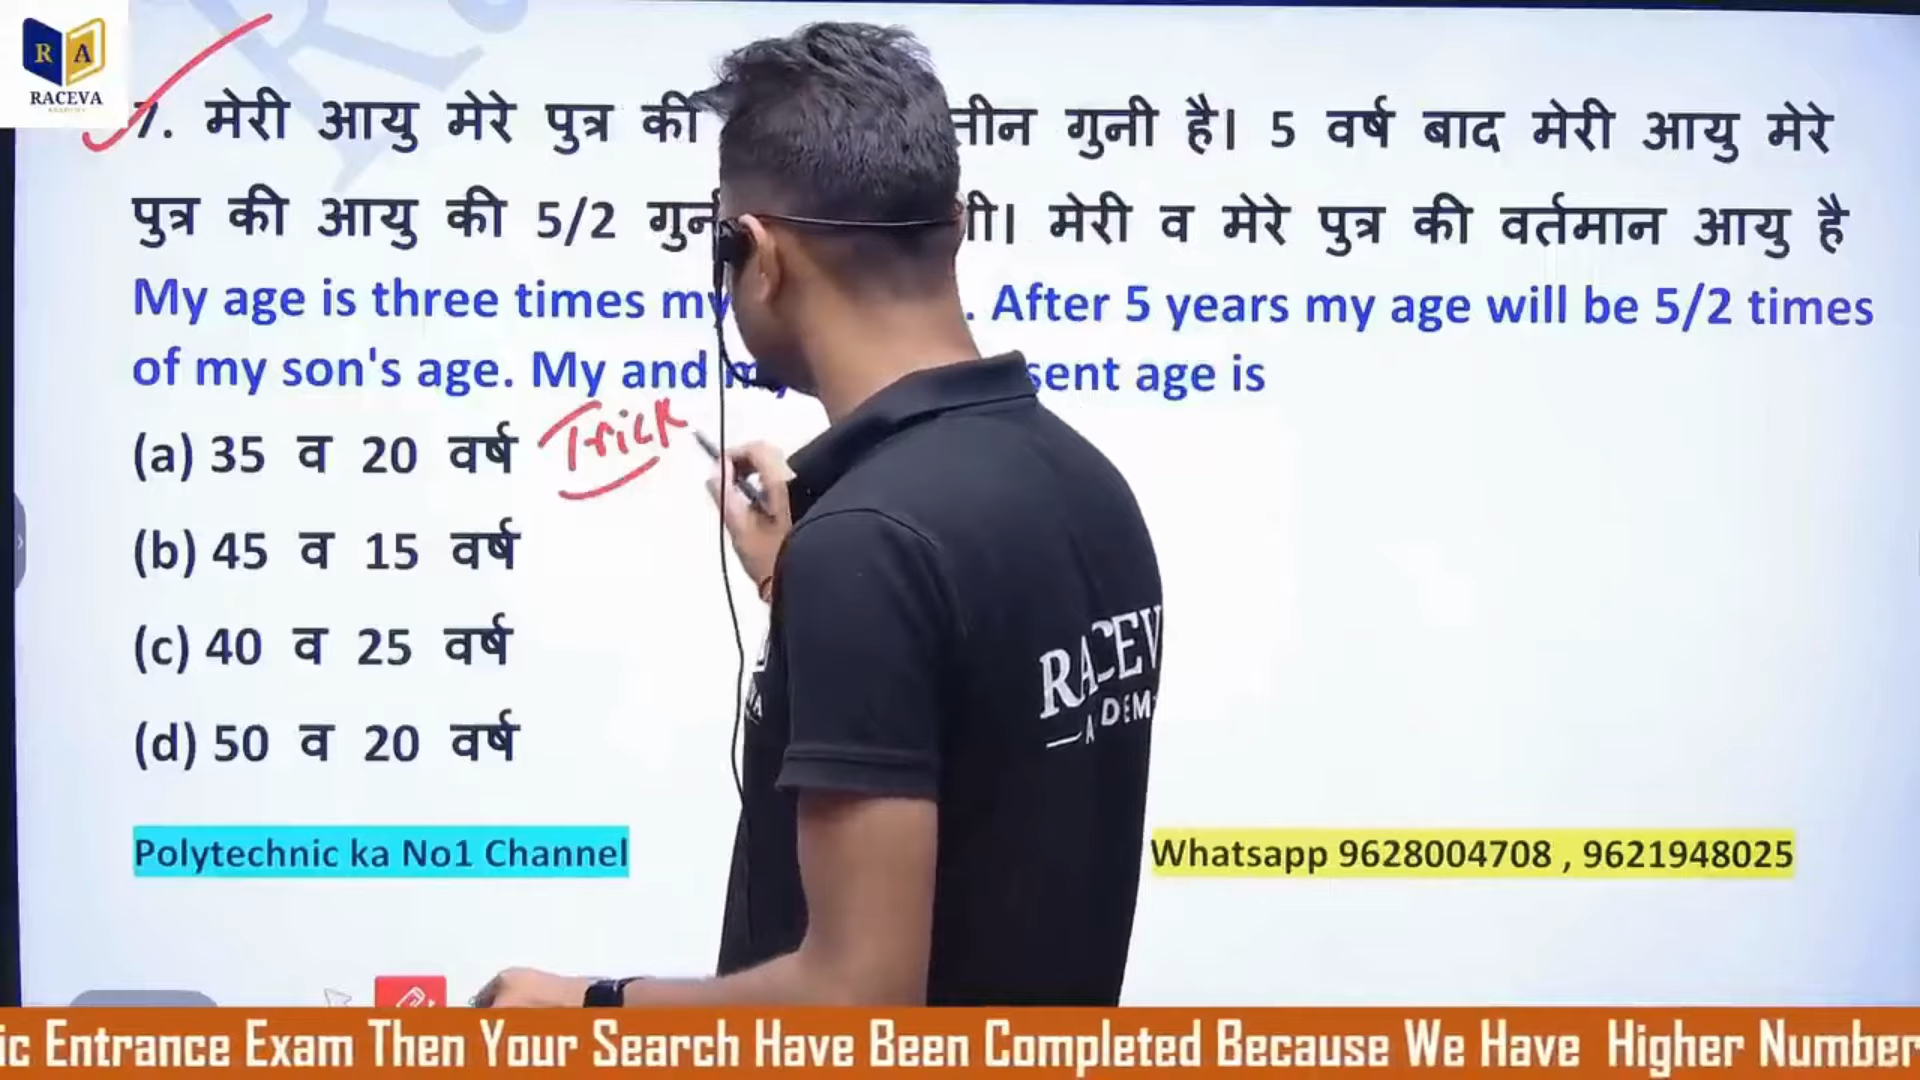 RACEVA
7. मेरी आयु मेरे पुत्र की तीन गुनी है। 5 वर्ष बाद मेरी आयु मेरे
पुत्र की आयु की 5/2 मेरी व मेरे पुत्र की वर्तमान आयु है
My age is three times my . After 5 years my age will be 5/2 times
of my son's age. My and age is
Trick
(a) 35 व 20 वर्ष
(b) 45 व 15 वर्ष
(c) 40 व 25 वर्ष
(d) 50 व 20 वर्ष
RACEV
Polytechnic ka No1 Channel
Whatsapp 9628004708 , 9621948025
ic Entrance Exam Then Your Search Have Been Completed Because We Have Higher Number